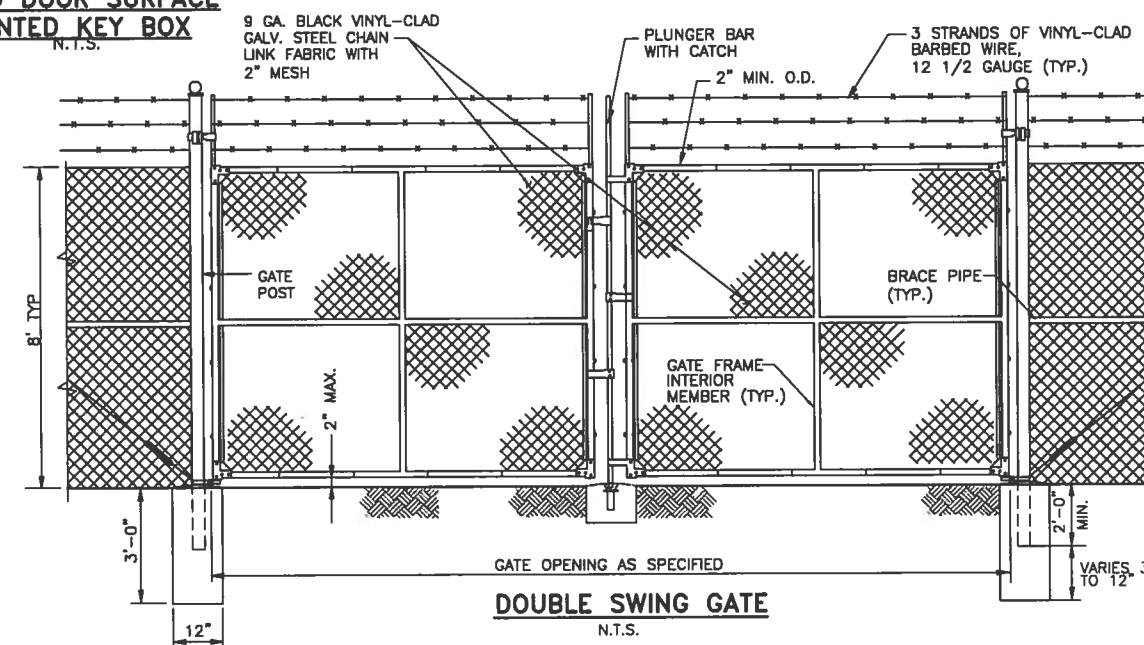 DOOR SURFACE
NTED KEY BOX
N.T.S.
9 GA. BLACK VINYL-CLAD
GALV. STEEL CHAIN
LINK FABRIC WITH
2" MESH
PLUNGER BAR
WITH CATCH
2" MIN. O.D.
3 STRANDS OF VINYL-CLAD
BARBED WIRE,
12 1/2 GAUGE (TYP.)
GATE
POST
BRACE PIPE
(TYP.)
8' TYP
2" MAX.
GATE FRAME
INTERIOR
MEMBER (TYP.)
3'-0"
2'-0"
MIN.
GATE OPENING AS SPECIFIED
VARIES 3
TO 12"
12"
DOUBLE SWING GATE
N.T.S.